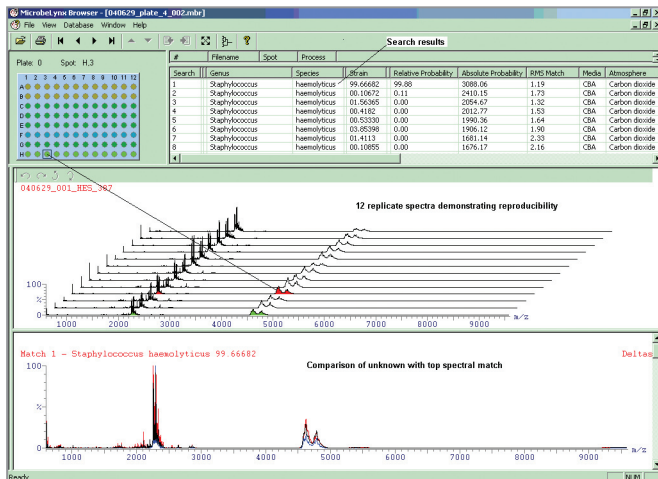 MicrobeLynx Browser - [040629_plate_4_002.mbr]
File View Database Window Help
Plate: 0 Spot: H,3
1 2 3 4 5 6 7 8 9 10 11 12
A
B
C
D
E
F
G
H
# Filename Spot Process
Search results
Search Genus Species Strain Relative Probability Absolute Probability RMS Match Media Atmosphere
1 Staphylococcus haemolyticus 99.66682 99.88 3088.06 1.19 CBA Carbon dioxide
2 Staphylococcus haemolyticus 00.10672 0.11 2410.15 1.73 CBA Carbon dioxide
3 Staphylococcus haemolyticus 01.56365 0.00 2054.67 1.32 CBA Carbon dioxide
4 Staphylococcus haemolyticus 00.4182 0.00 2012.77 1.53 CBA Carbon dioxide
5 Staphylococcus haemolyticus 00.53330 0.00 1990.36 1.64 CBA Carbon dioxide
6 Staphylococcus haemolyticus 03.85398 0.00 1906.12 1.90 CBA Carbon dioxide
7 Staphylococcus haemolyticus 01.4113 0.00 1681.14 2.33 CBA Carbon dioxide
8 Staphylococcus haemolyticus 00.10855 0.00 1676.17 2.16 CBA Carbon dioxide
040629_001_HES_387
12 replicate spectra demonstrating reproducibility
100
%
0
1000 2000 3000 4000 5000 6000 7000 8000 9000 m/z
Match 1 - Staphylococcus haemolyticus 99.66682
Comparison of unknown with top spectral match
Deltas
100
%
0
1000 2000 3000 4000 5000 6000 7000 8000 9000 m/z
Ready
NUM